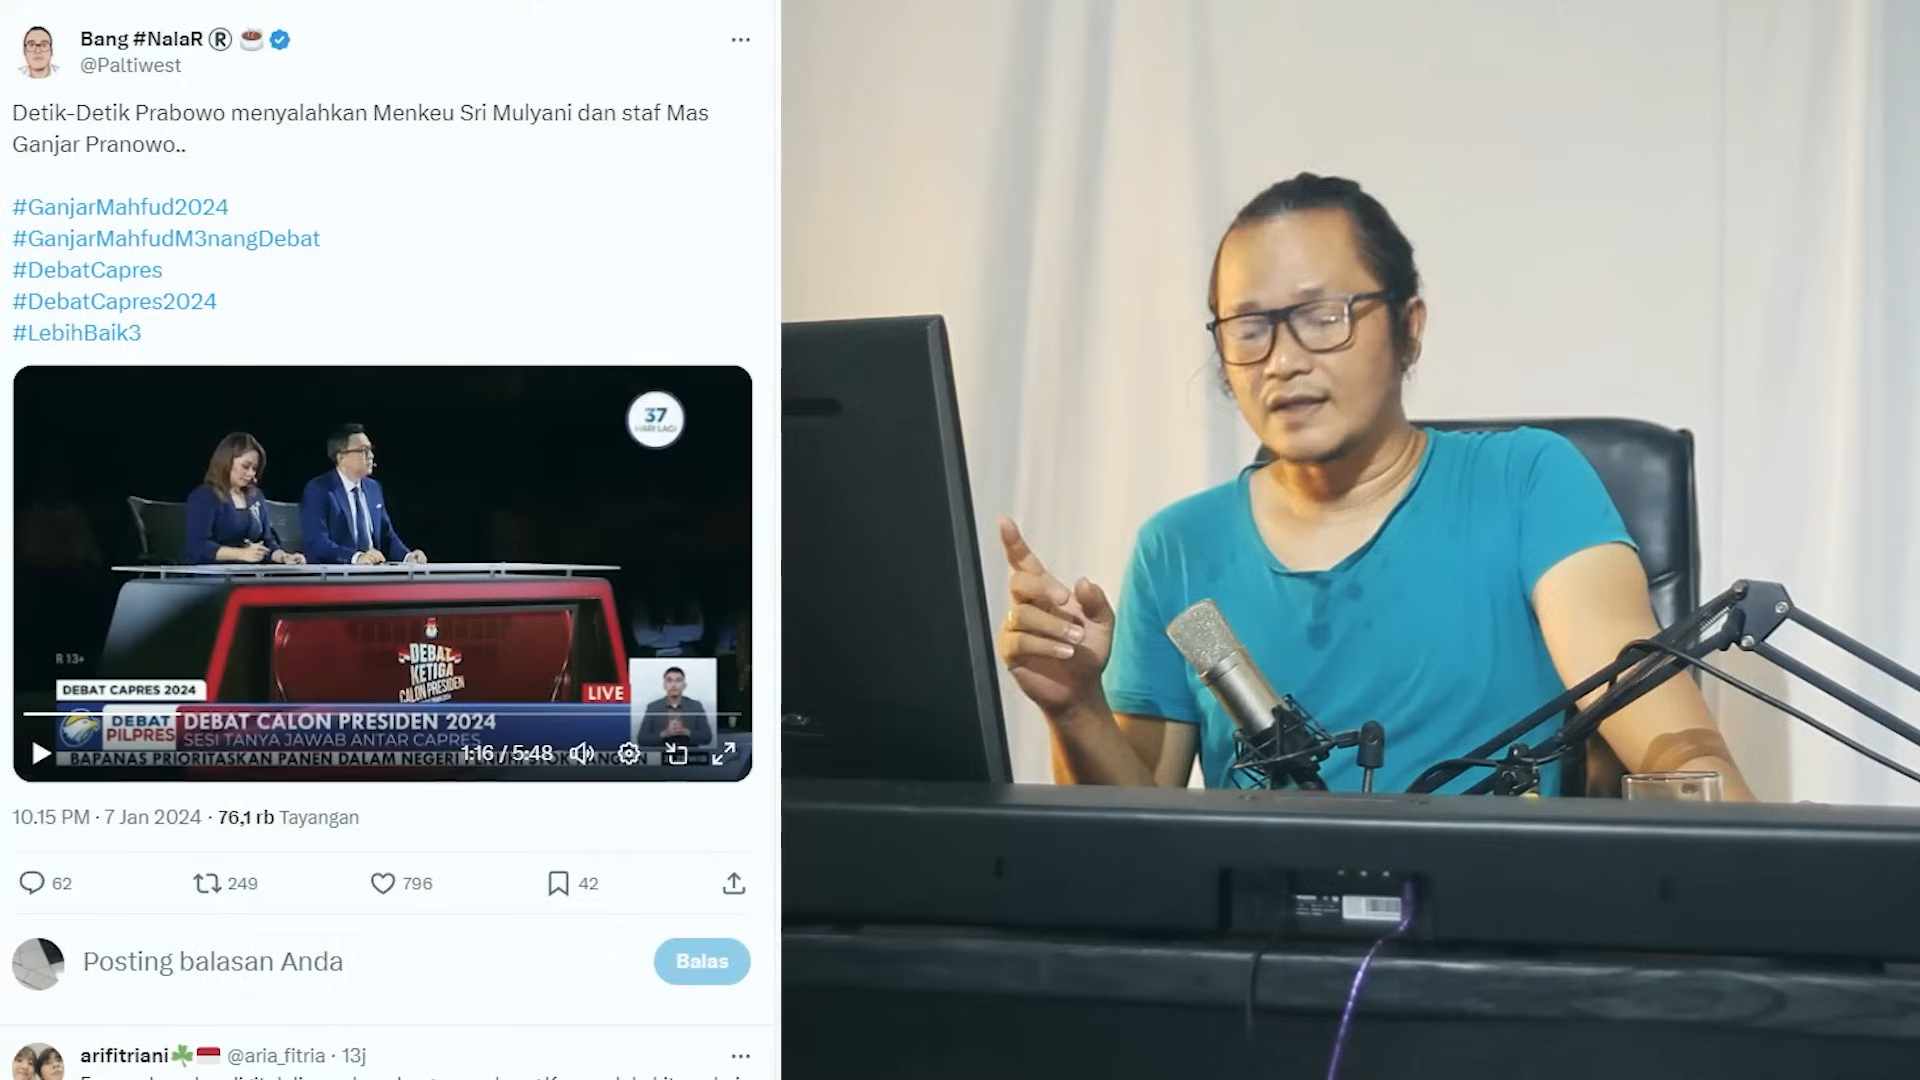 Bang #NalaR ®
@Paltiwest
Detik-Detik Prabowo menyalahkan Menkeu Sri Mulyani dan staf Mas
Ganjar Pranowo..
#GanjarMahfud2024
#GanjarMahfudM3nangDebat
#DebatCapres
#DebatCapres2024
#LebihBaik3
37
HARI LAGI
DEBAT
KETIGA
CALON PRESIDEN
R 13+
DEBAT CAPRES 2024
LIVE
DEBAT
PILPRES
DEBAT CALON PRESIDEN 2024
SESI TANYA JAWAB ANTAR CAPRES
1:16 / 5:48
BAPANAS PRIORITASKAN PANEN DALAM NEGERI
10.15 PM · 7 Jan 2024 · 76,1 rb Tayangan
62
249
796
42
Posting balasan Anda
Balas
arifitriani @aria_fitria · 13j